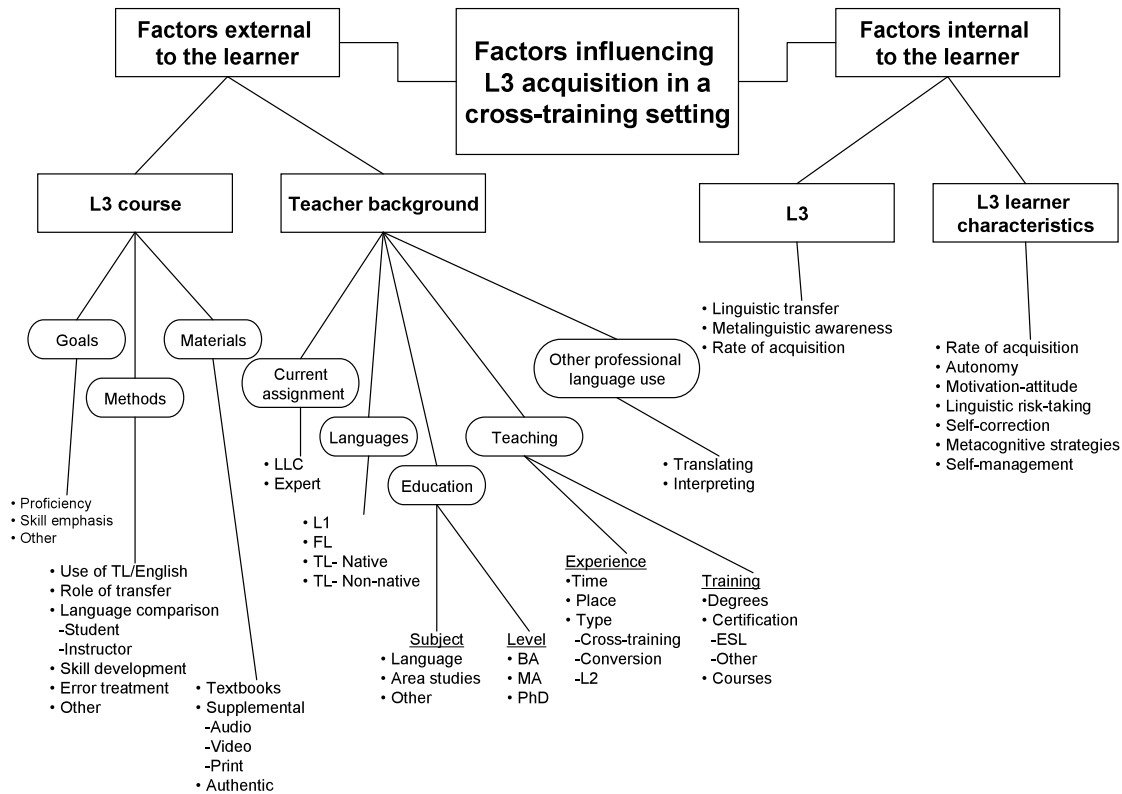 Factors external
to the learner
Factors influencing
L3 acquisition in a
cross-training setting
Factors internal
to the learner
L3 course
Teacher background
L3
L3 learner
characteristics
Goals
Methods
Materials
• Proficiency
• Skill emphasis
• Other
• Use of TL/English
• Role of transfer
• Language comparison
-Student
-Instructor
• Skill development
• Error treatment
• Other
• Textbooks
• Supplemental
-Audio
-Video
-Print
• Authentic
Current
assignment
Languages
Education
Teaching
Other professional
language use
• LLC
• Expert
• L1
• FL
• TL- Native
• TL- Non-native
Subject
• Language
• Area studies
• Other
Level
• BA
• MA
• PhD
Experience
•Time
• Place
• Type
-Cross-training
-Conversion
-L2
Training
•Degrees
• Certification
-ESL
-Other
• Courses
• Translating
• Interpreting
• Linguistic transfer
• Metalinguistic awareness
• Rate of acquisition
• Rate of acquisition
• Autonomy
• Motivation-attitude
• Linguistic risk-taking
• Self-correction
• Metacognitive strategies
• Self-management